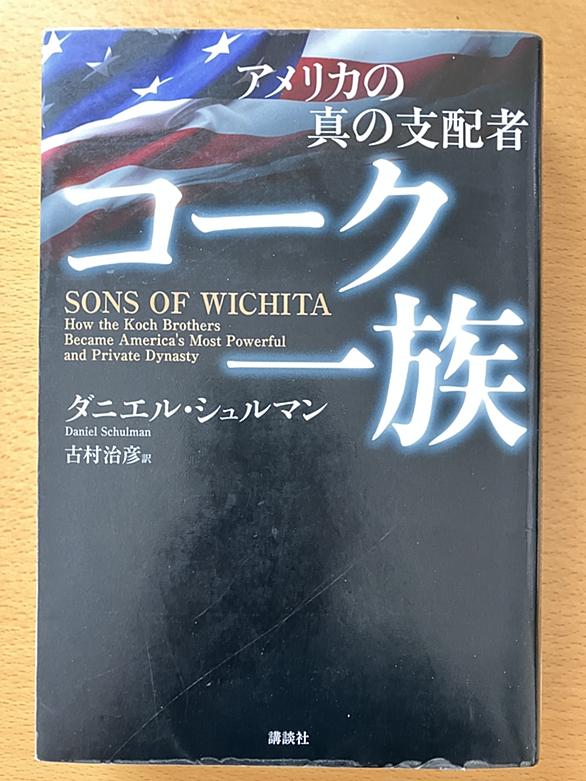 アメリカの
真の支配者
コーク
一族
SONS OF WICHITA
How the Koch Brothers
Became America's Most Powerful
and Private Dynasty
ダニエル・シュルマン
Daniel Schulman
古村治彦 訳
講談社